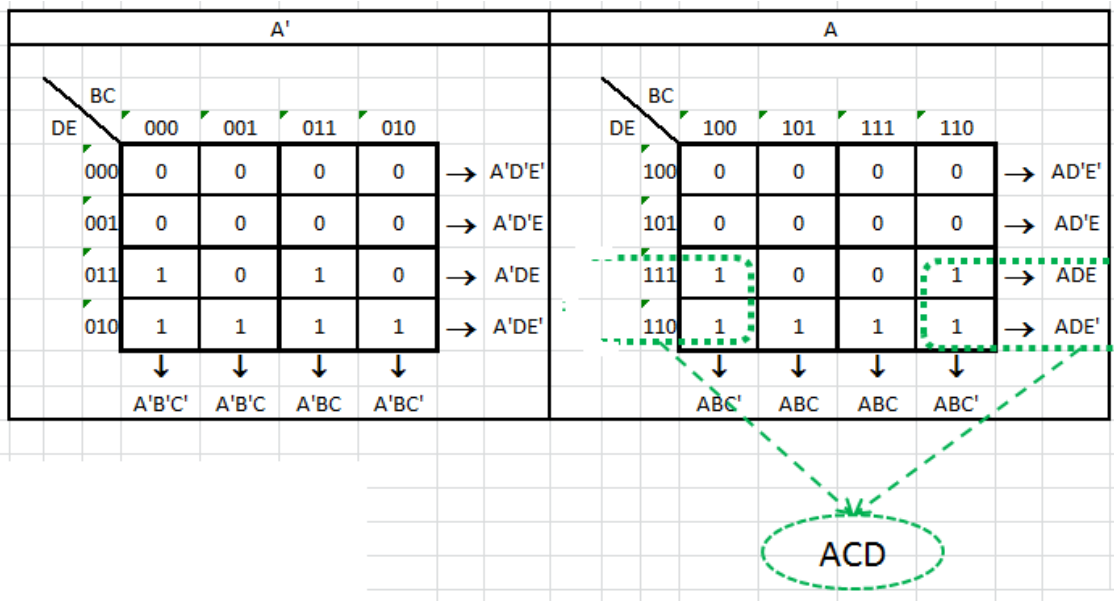 A' A
BC BC
DE 000 001 011 010 DE 100 101 111 110
000 0 0 0 0 → A'D'E' 100 0 0 0 0 → AD'E'
001 0 0 0 0 → A'D'E 101 0 0 0 0 → AD'E
011 1 0 1 0 → A'DE 111 1 0 0 1 → ADE
010 1 1 1 1 → A'DE' 110 1 1 1 1 → ADE'
↓ ↓ ↓ ↓ ↓ ↓ ↓ ↓
A'B'C' A'B'C A'BC A'BC' ABC' ABC ABC ABC'
ACD